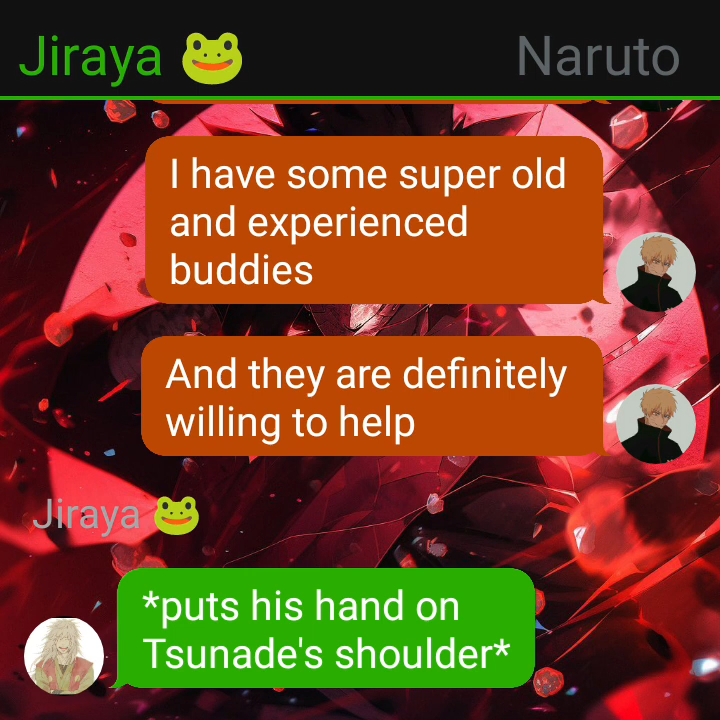 Jiraya 🐸 Naruto
I have some super old
and experienced
buddies
And they are definitely
willing to help
Jiraya 🐸
*puts his hand on
Tsunade's shoulder*